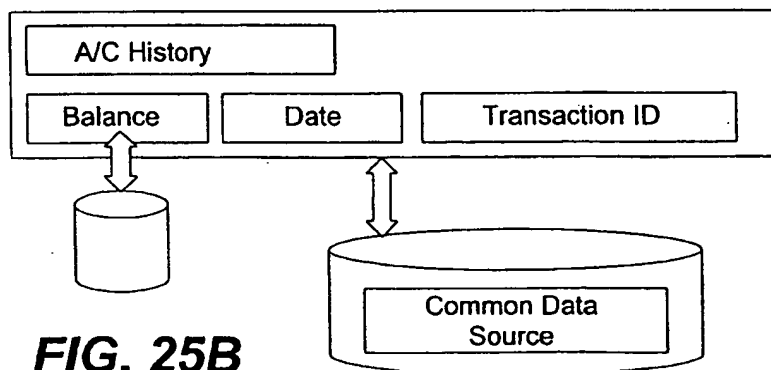 A/C History
Balance
Date
Transaction ID
Common Data
Source
FIG. 25B